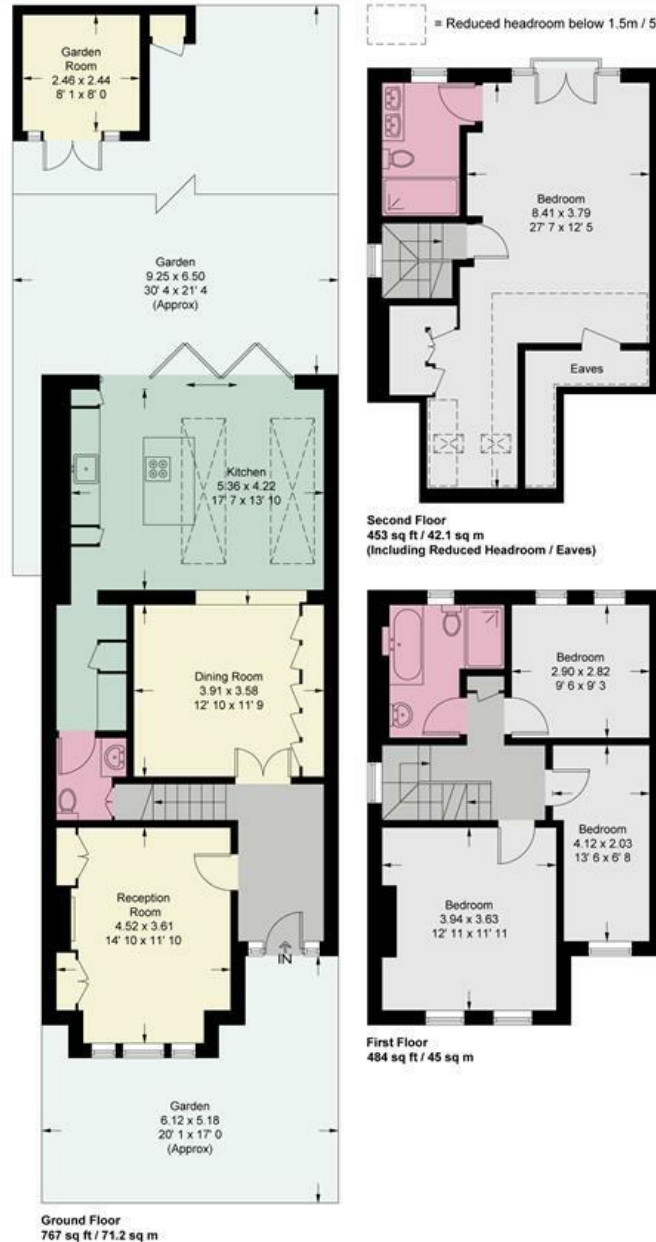 Garden
Room
2.46 x 2.44
8' 1 x 8' 0
Garden
9.25 x 6.50
30' 4 x 21' 4
(Approx)
Kitchen
5.36 x 4.22
17' 7 x 13' 10
Dining Room
3.91 x 3.58
12' 10 x 11' 9
Reception
Room
4.52 x 3.61
14' 10 x 11' 10
IN
Garden
6.12 x 5.18
20' 1 x 17' 0
(Approx)
Ground Floor
767 sq ft / 71.2 sq m
= Reduced headroom below 1.5m / 5
Bedroom
8.41 x 3.79
27' 7 x 12' 5
Eaves
Second Floor
453 sq ft / 42.1 sq m
(Including Reduced Headroom / Eaves)
Bedroom
2.90 x 2.82
9' 6 x 9' 3
Bedroom
4.12 x 2.03
13' 6 x 6' 8
Bedroom
3.94 x 3.63
12' 11 x 11' 11
First Floor
484 sq ft / 45 sq m